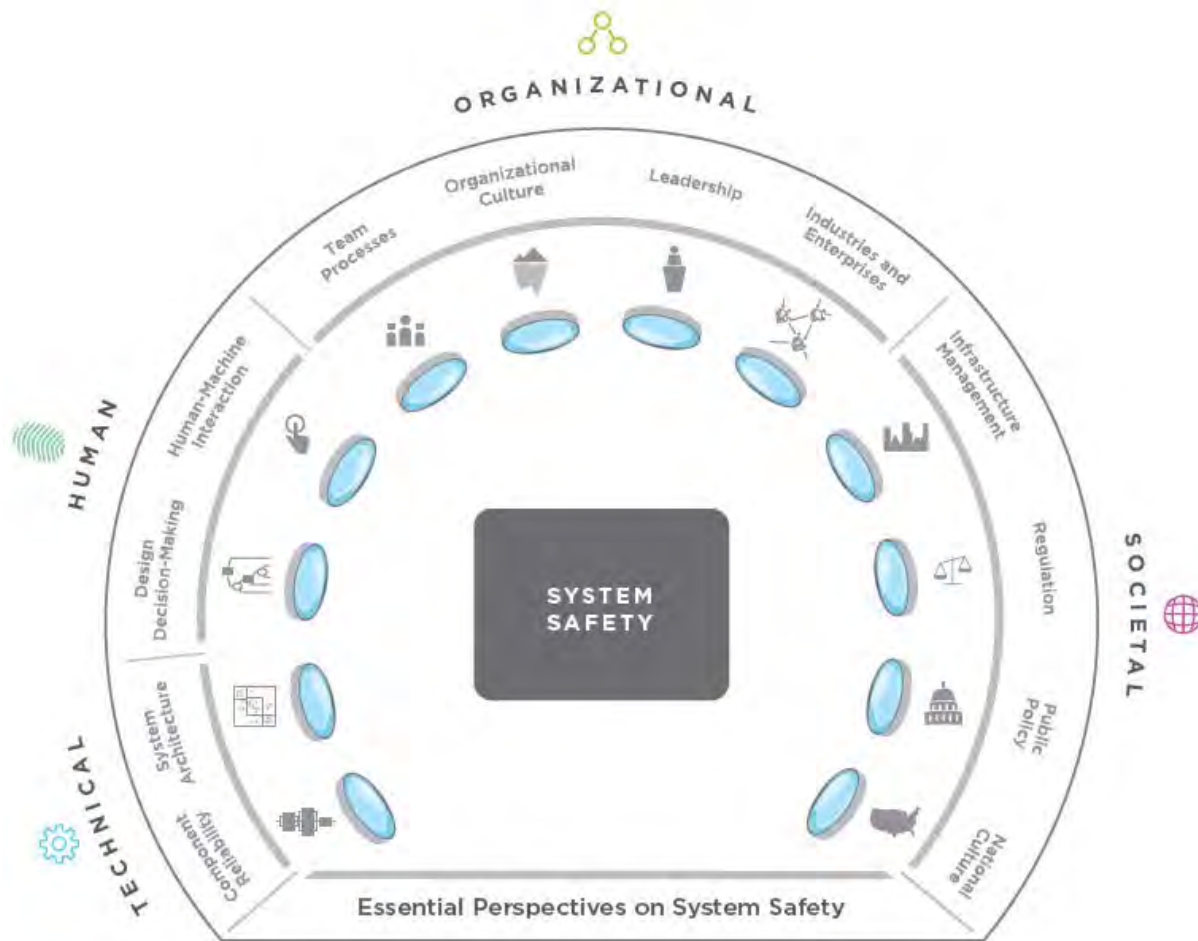 ORGANIZATIONAL
Organizational
Culture
Leadership
Team
Processes
Industries and
Enterprises
Human-Machine
Interaction
Infrastructure
Management
HUMAN
Design
Decision-Making
Regulation
SOCIETAL
SYSTEM
SAFETY
System
Architecture
Public
Policy
TECHNICAL
Component
Reliability
National
Culture
Essential Perspectives on System Safety